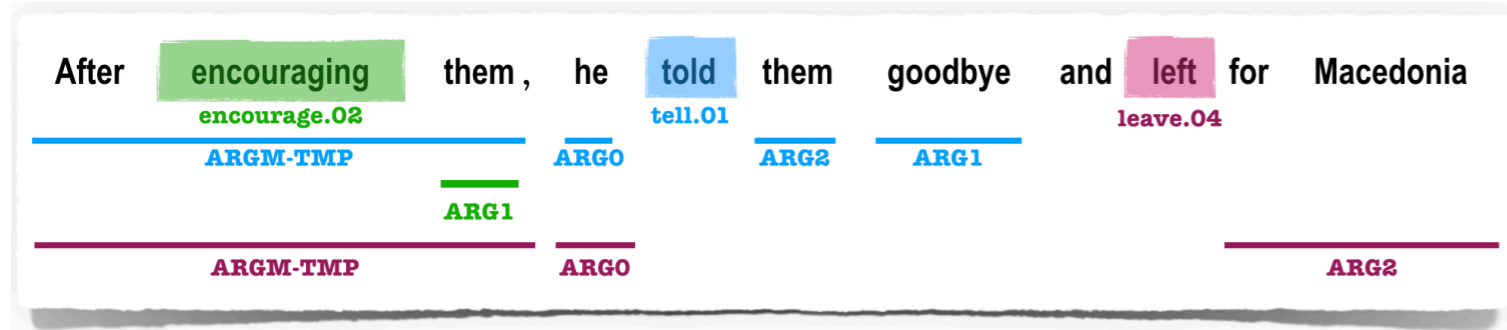 After encouraging them , he told them goodbye and left for Macedonia
encourage.02 tell.01 leave.04
ARGM-TMP ARG0 ARG2 ARG1
ARG1
ARGM-TMP ARG0 ARG2